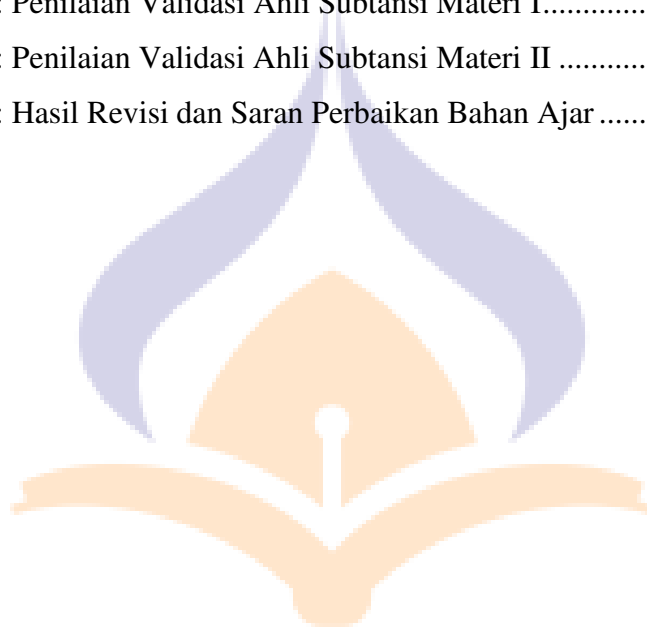 : Penilaian Validasi Ahli Subtansi Materi I.............
: Penilaian Validasi Ahli Subtansi Materi II ...........
: Hasil Revisi dan Saran Perbaikan Bahan Ajar ......